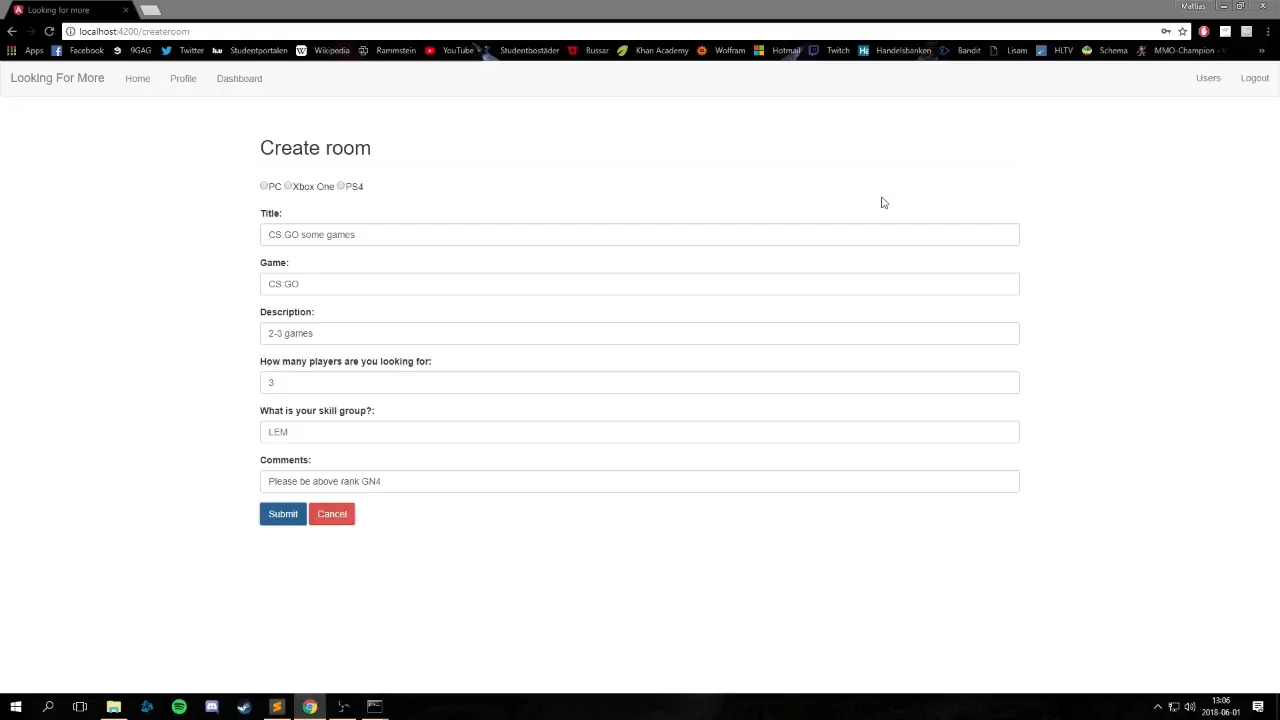 Looking for more
Mattias
localhost:4200/createroom
Apps Facebook 9GAG Twitter Studentportalen Wikipedia Rammstein YouTube Studentbostäder Bussar Khan Academy Wolfram Hotmail Twitch Handelsbanken Bandit Lisam HLTV Schema MMO-Champion -
Looking For More Home Profile Dashboard Users Logout
Create room
PC Xbox One PS4
Title:
CS:GO some games
Game:
CS:GO
Description:
2-3 games
How many players are you looking for:
3
What is your skill group?:
LEM
Comments:
Please be above rank GN4
Submit Cancel
13:06
2018-06-01